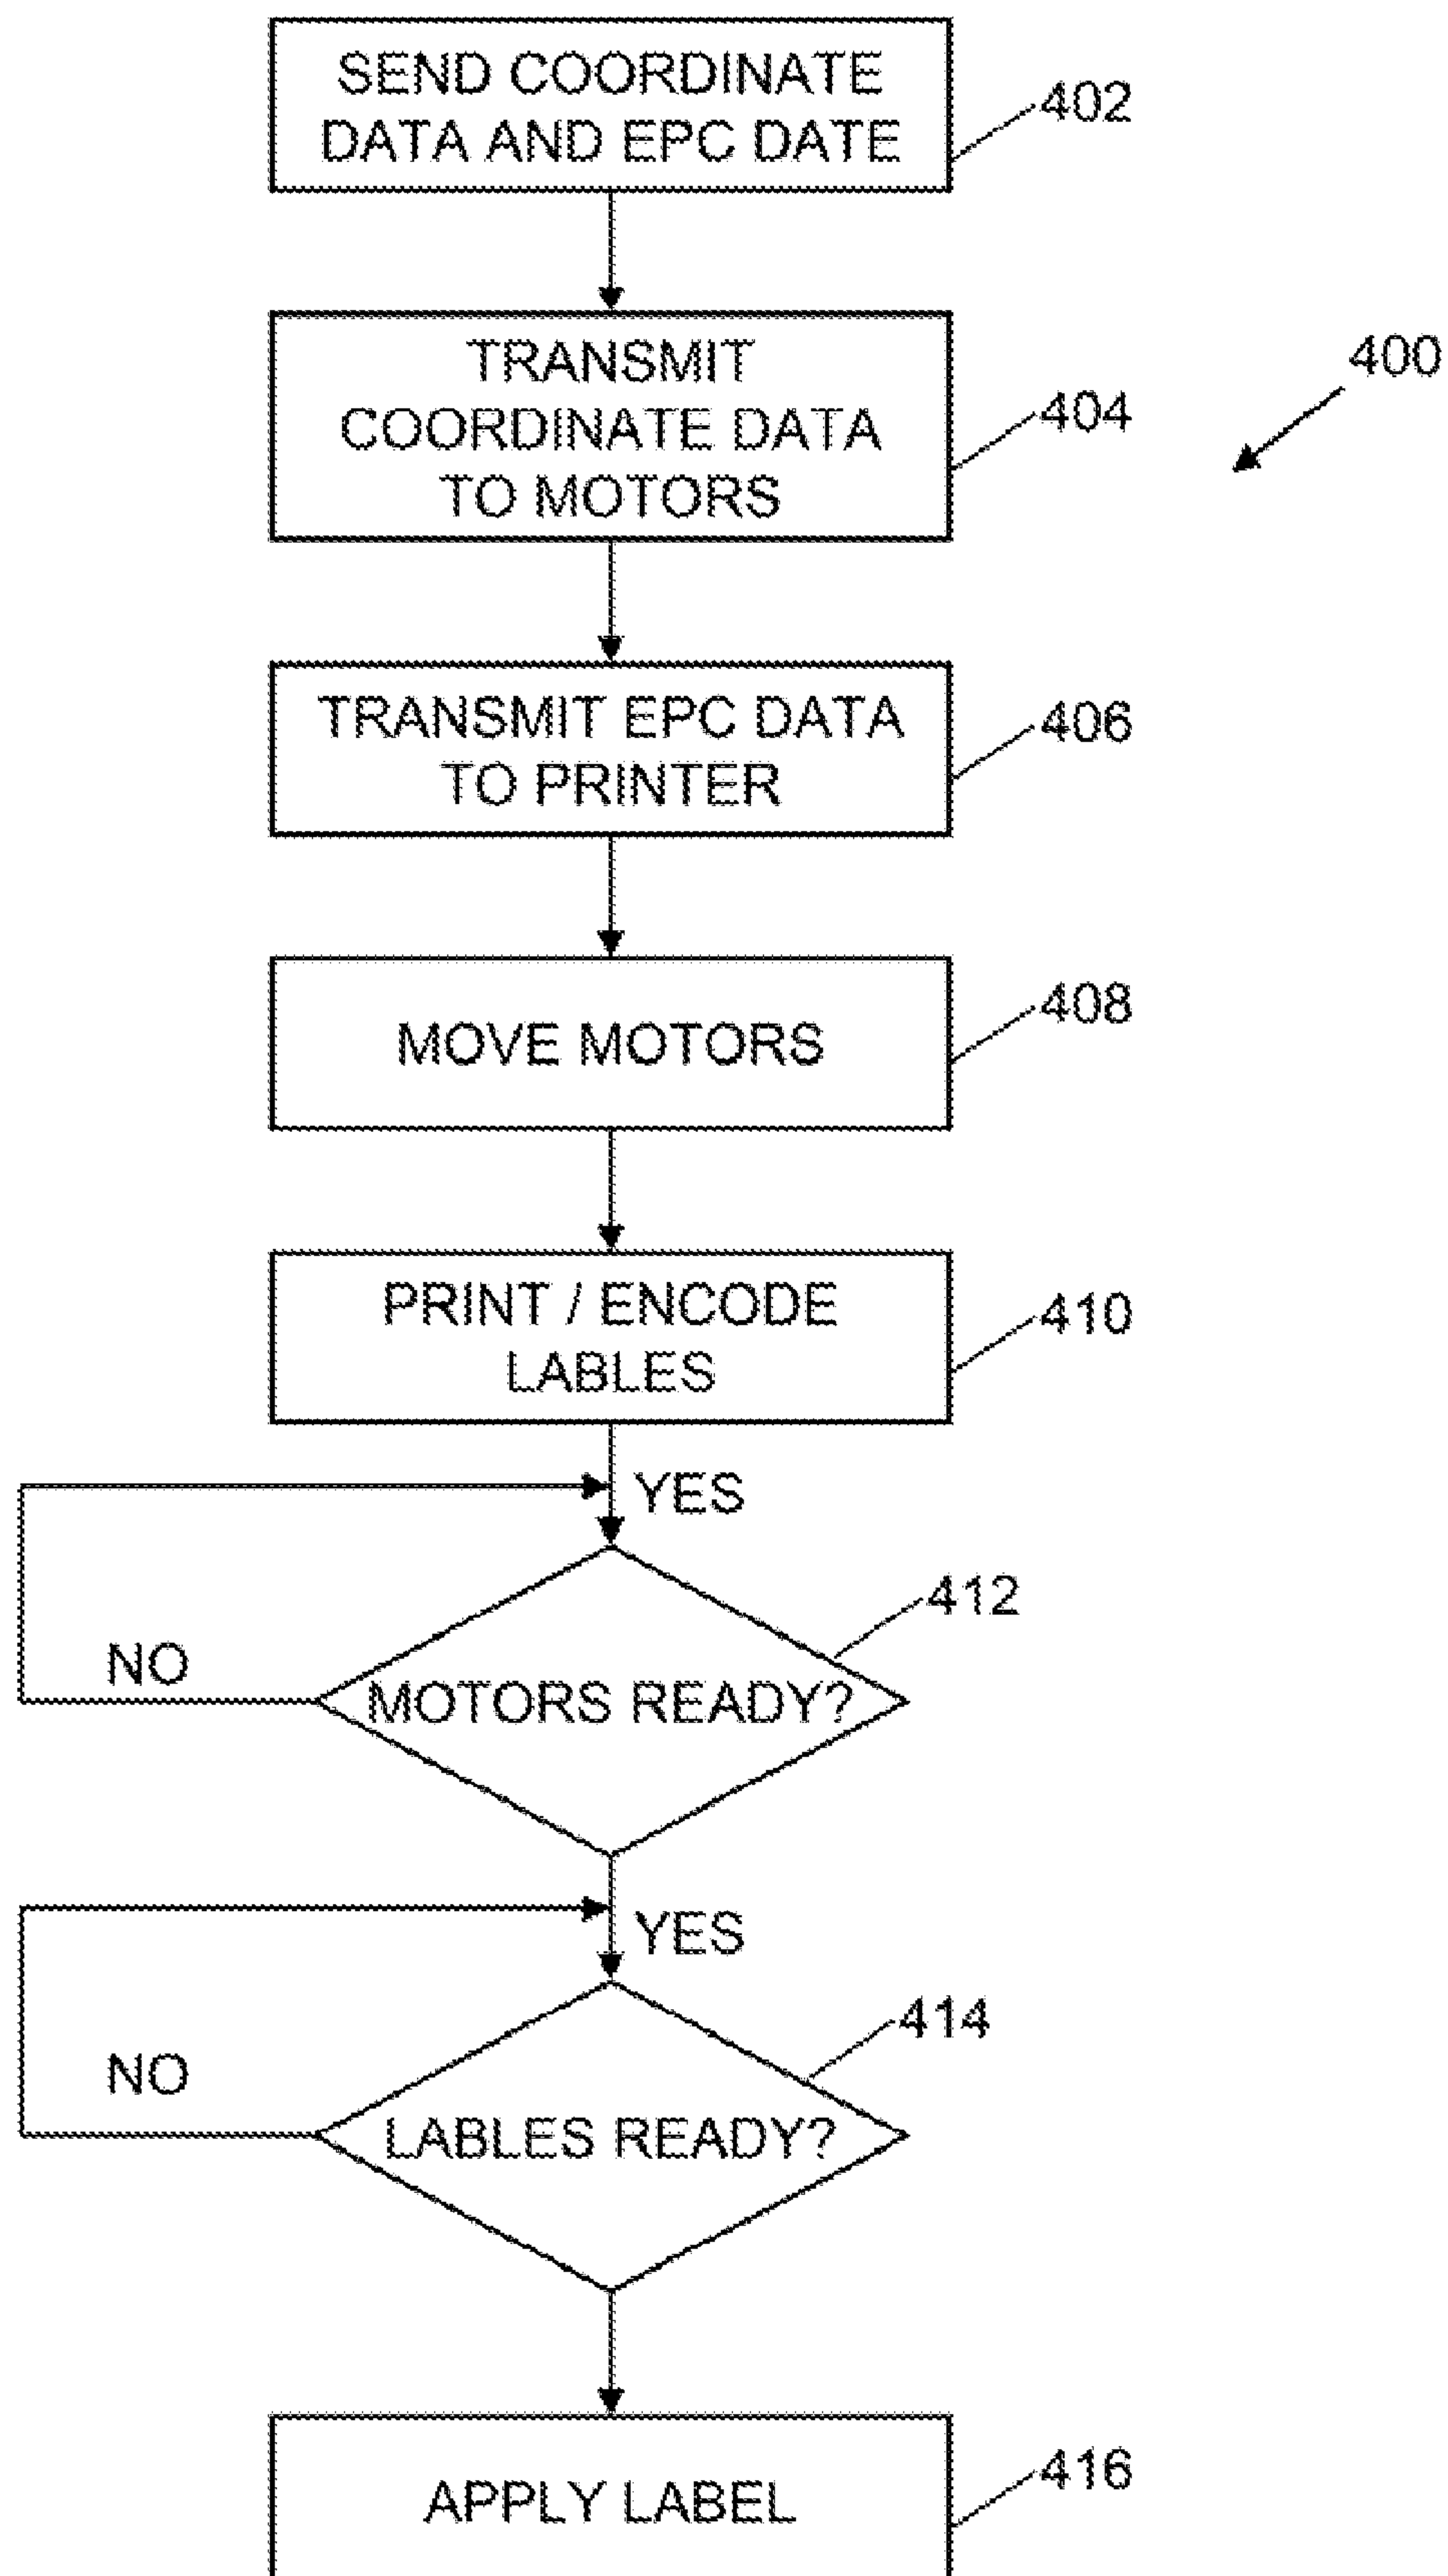 SEND COORDINATE
DATA AND EPC DATE
402
TRANSMIT
COORDINATE DATA
TO MOTORS
404
400
TRANSMIT EPC DATA
TO PRINTER
406
MOVE MOTORS
408
PRINT / ENCODE
LABLES
410
YES
412
NO
MOTORS READY?
YES
414
NO
LABLES READY?
APPLY LABEL
416